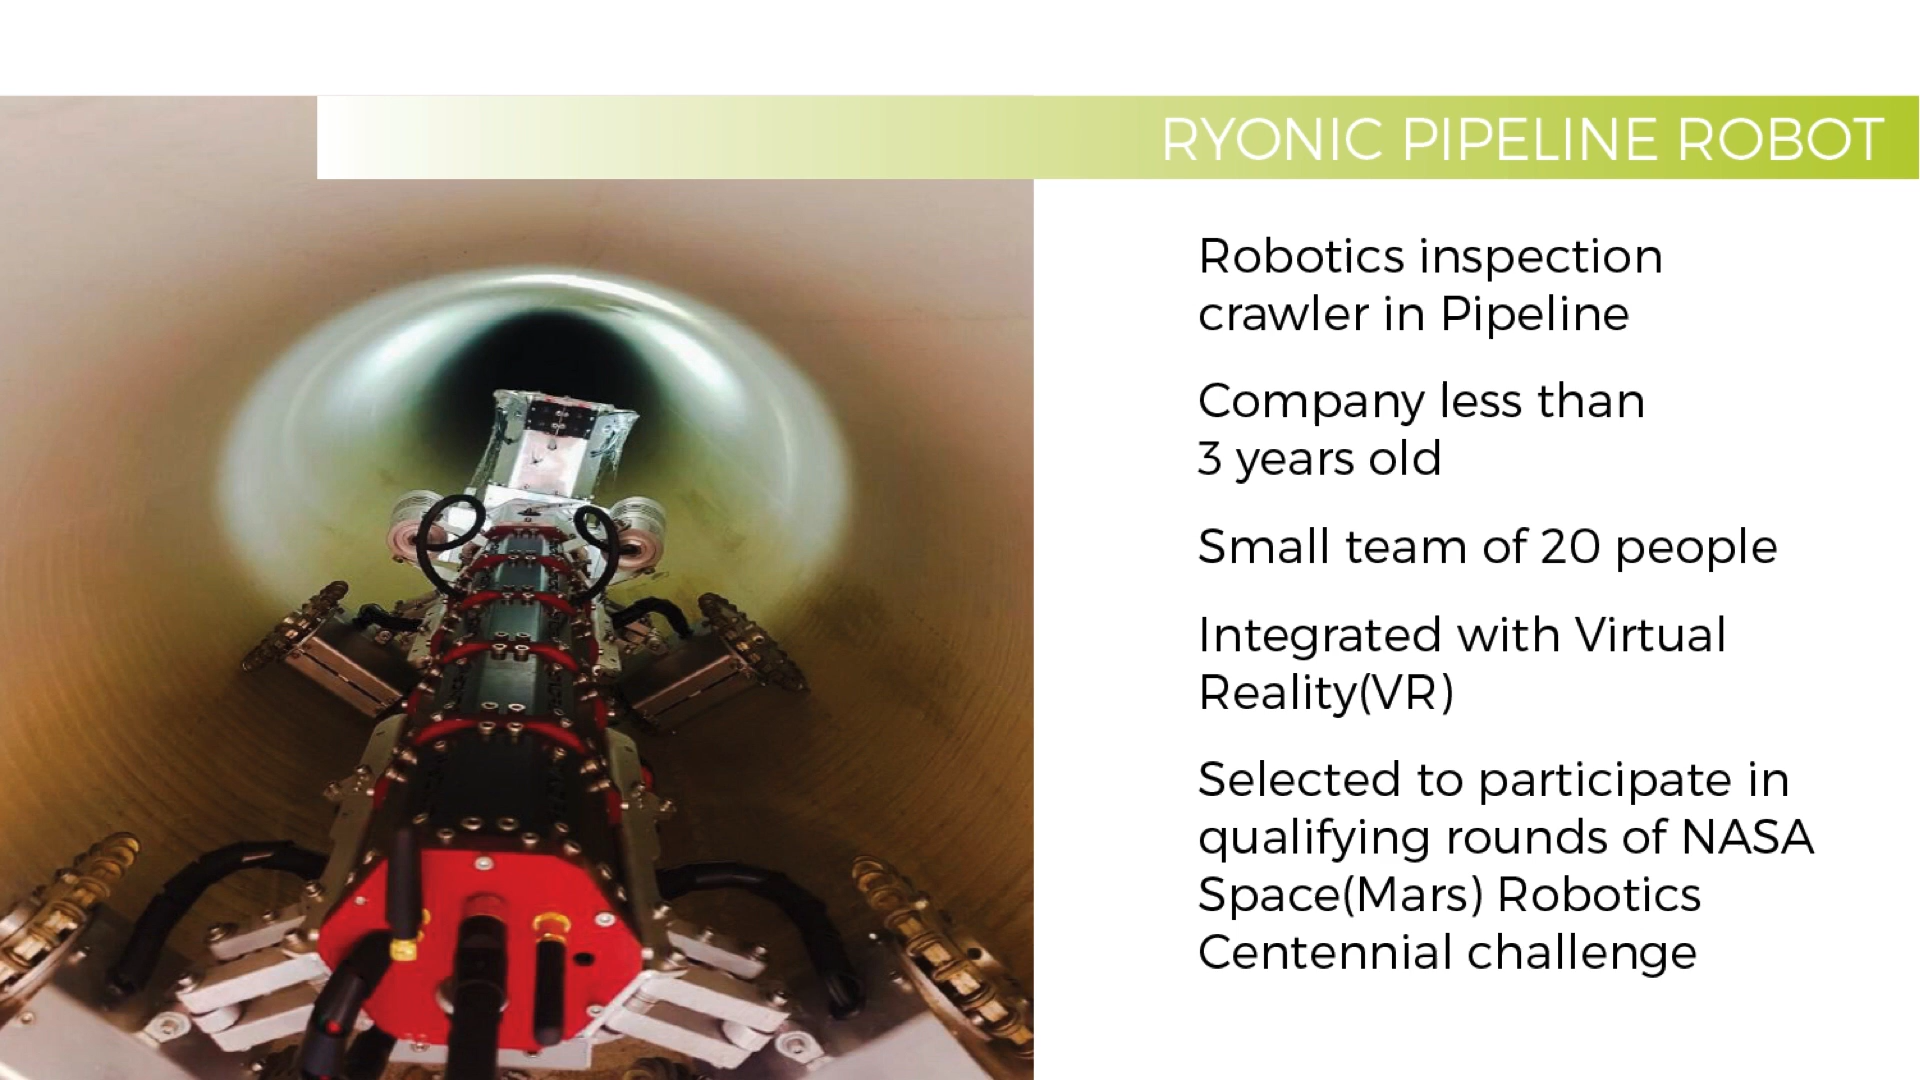 RYONIC PIPELINE ROBOT
Robotics inspection
crawler in Pipeline
Company less than
3 years old
Small team of 20 people
Integrated with Virtual
Reality(VR)
Selected to participate in
qualifying rounds of NASA
Space(Mars) Robotics
Centennial challenge